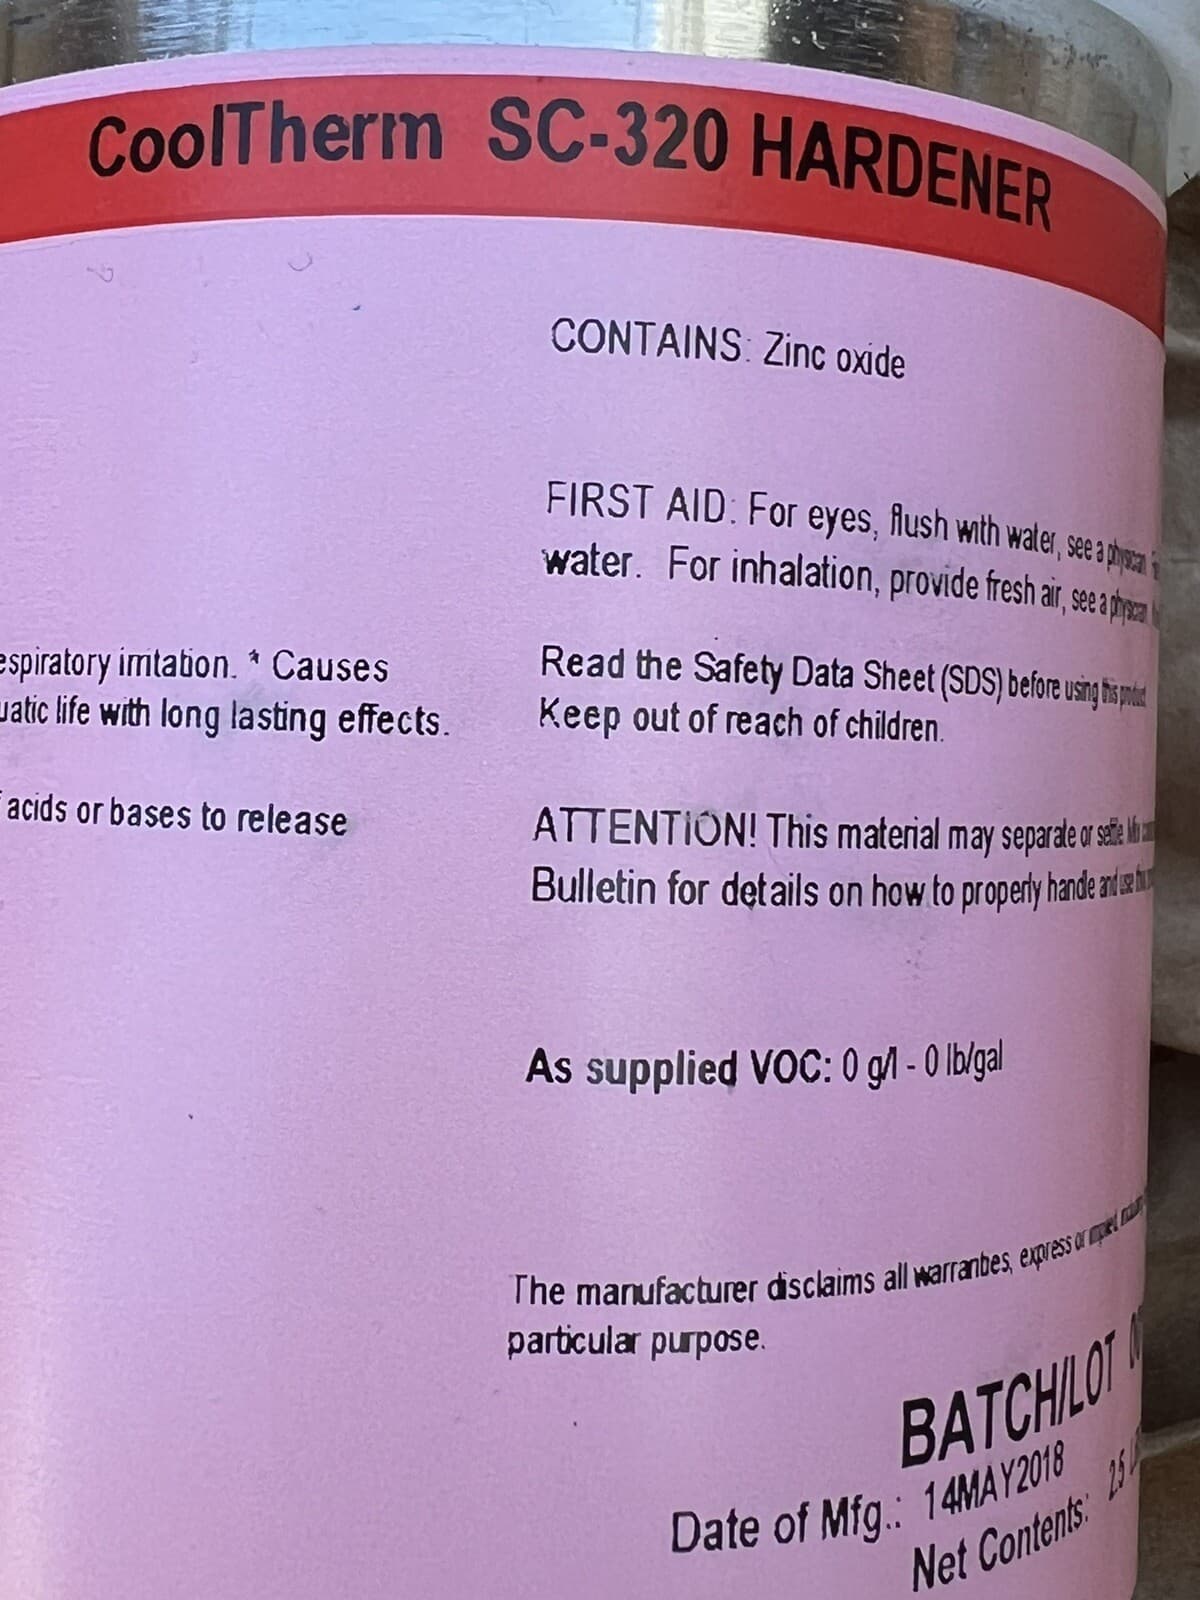 CoolTherm SC-320 HARDENER
CONTAINS: Zinc oxide
FIRST AID: For eyes, flush with water, see a physician.
water. For inhalation, provide fresh air, see a physician
espiratory irritation. * Causes
uatic life with long lasting effects.
acids or bases to release
Read the Safety Data Sheet (SDS) before using this product
Keep out of reach of children.
ATTENTION! This material may separate or settle. Mix
Bulletin for details on how to properly handle and use this
As supplied VOC: 0 g/l - 0 lb/gal
The manufacturer disclaims all warranties, express or implied, including
particular purpose.
BATCH/LOT
Date of Mfg.: 14MAY2018
Net Contents: 25